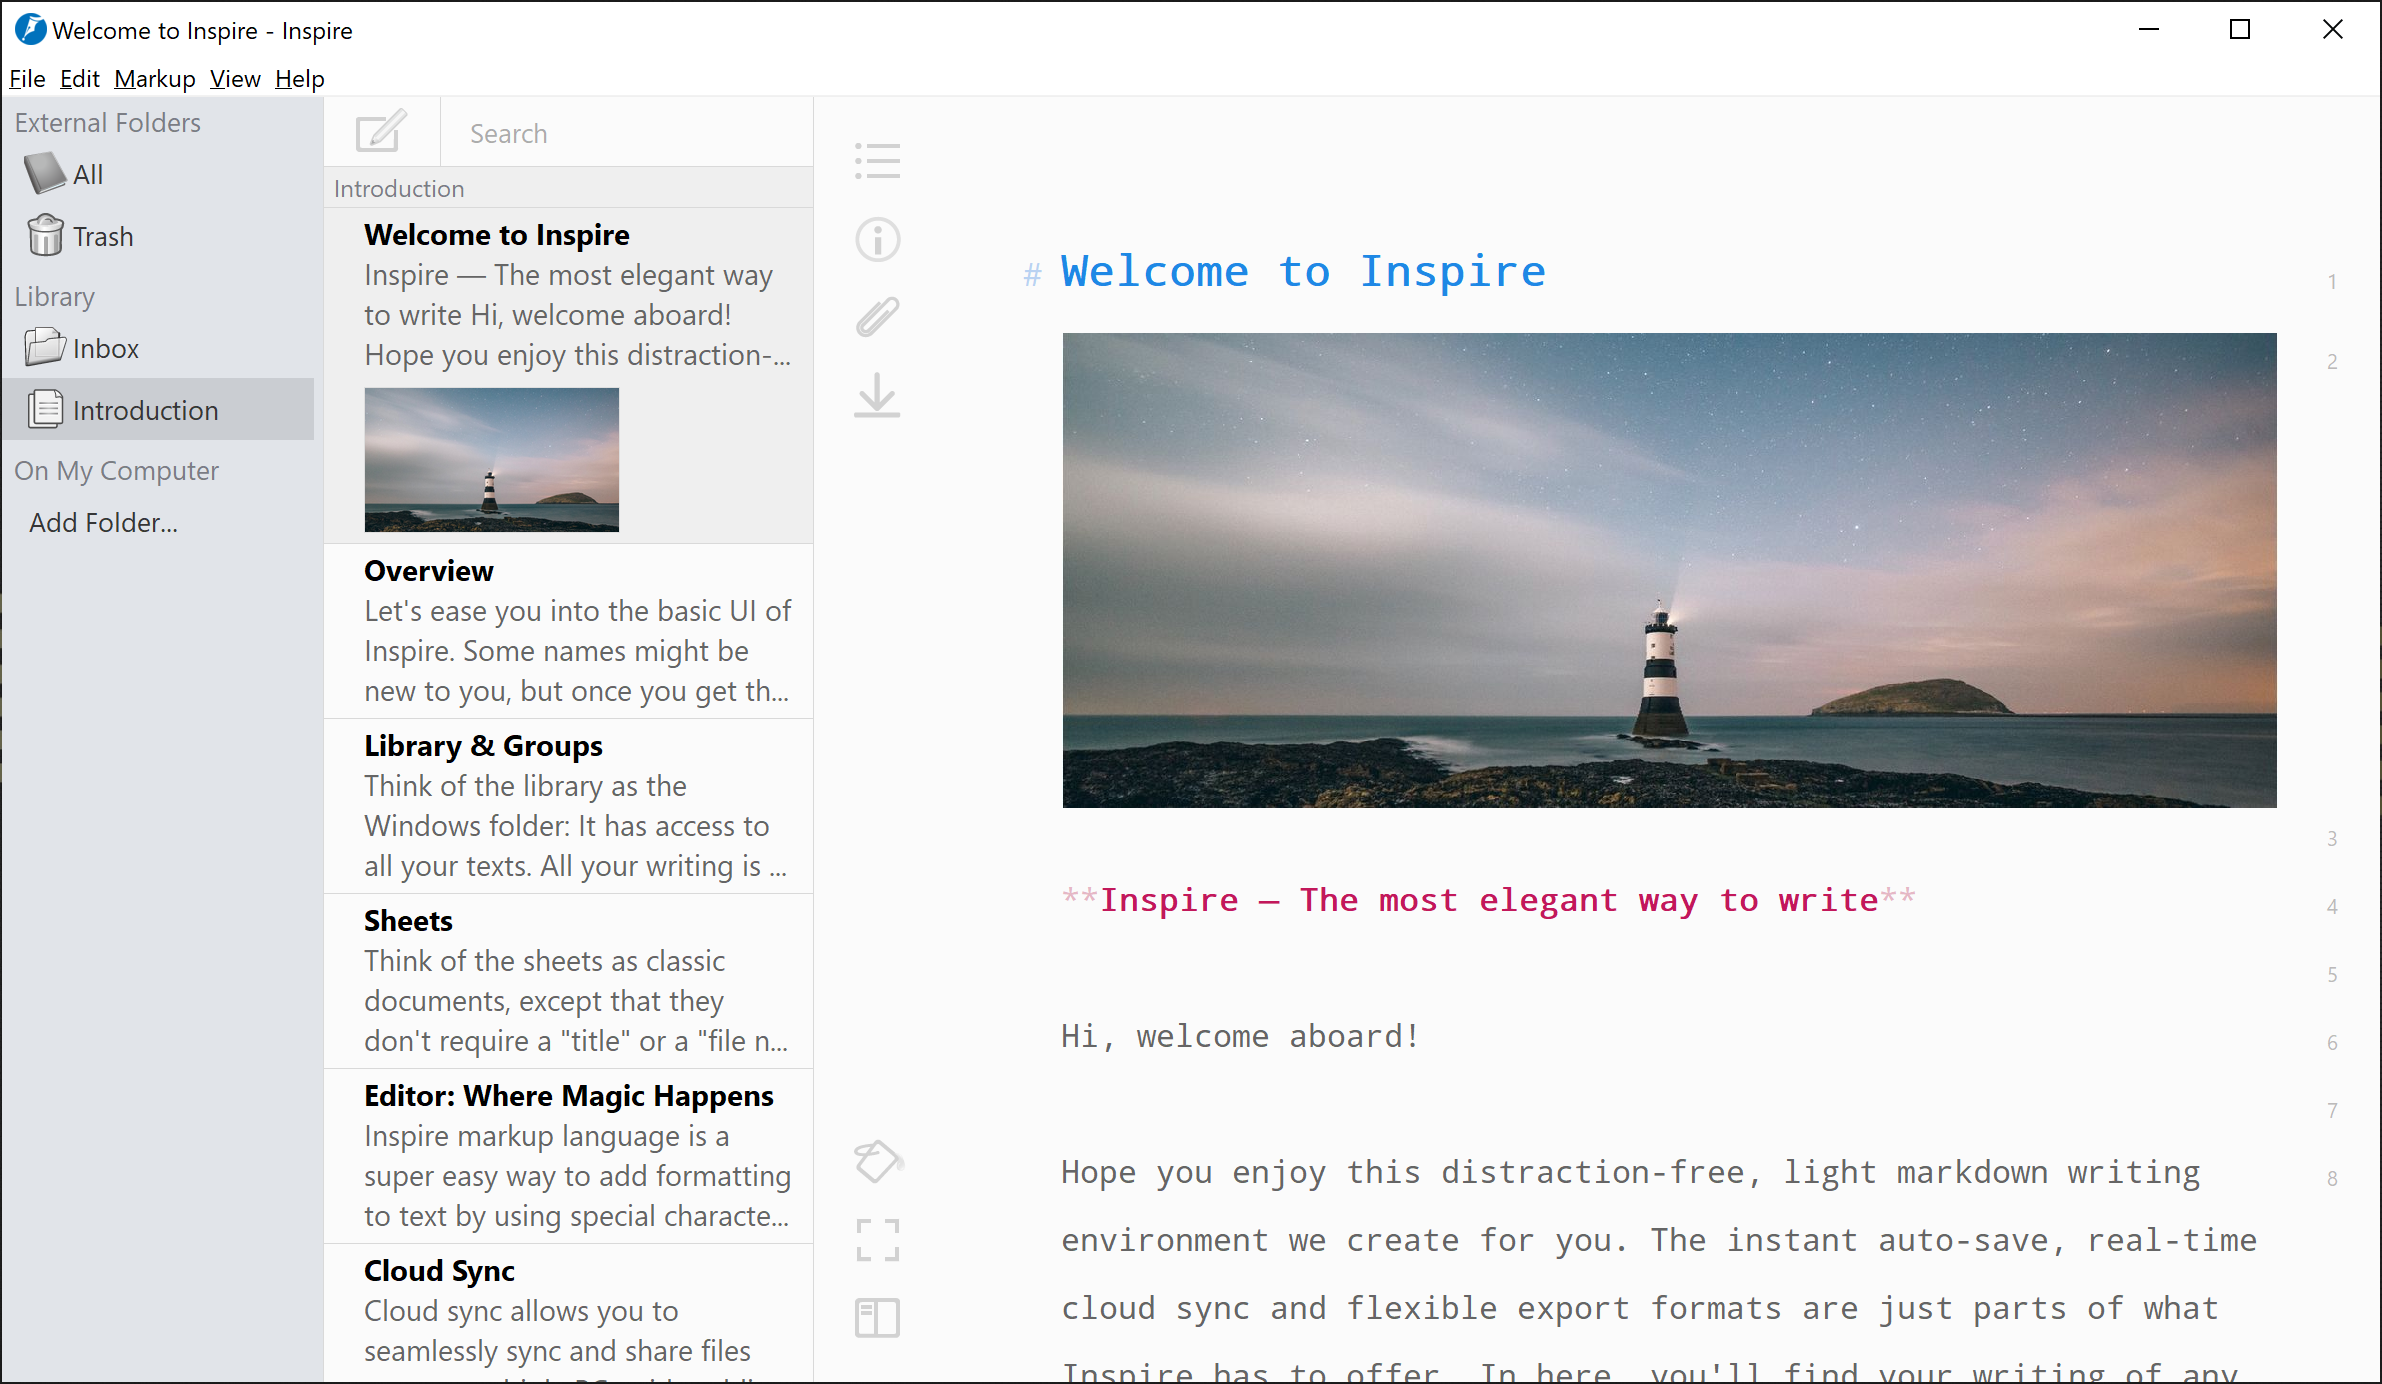 Welcome to Inspire - Inspire
File Edit Markup View Help
External Folders
All
Trash
Library
Inbox
Introduction
On My Computer
Add Folder...
Search
Introduction
Welcome to Inspire
Inspire — The most elegant way
to write Hi, welcome aboard!
Hope you enjoy this distraction-...
Overview
Let's ease you into the basic UI of
Inspire. Some names might be
new to you, but once you get th...
Library & Groups
Think of the library as the
Windows folder: It has access to
all your texts. All your writing is ...
Sheets
Think of the sheets as classic
documents, except that they
don't require a "title" or a "file n...
Editor: Where Magic Happens
Inspire markup language is a
super easy way to add formatting
to text by using special characte...
Cloud Sync
Cloud sync allows you to
seamlessly sync and share files
# Welcome to Inspire
1
2
3
**Inspire — The most elegant way to write**
4
5
Hi, welcome aboard!
6
7
Hope you enjoy this distraction-free, light markdown writing
8
environment we create for you. The instant auto-save, real-time
cloud sync and flexible export formats are just parts of what
Inspire has to offer. In here, you'll find your writing of any